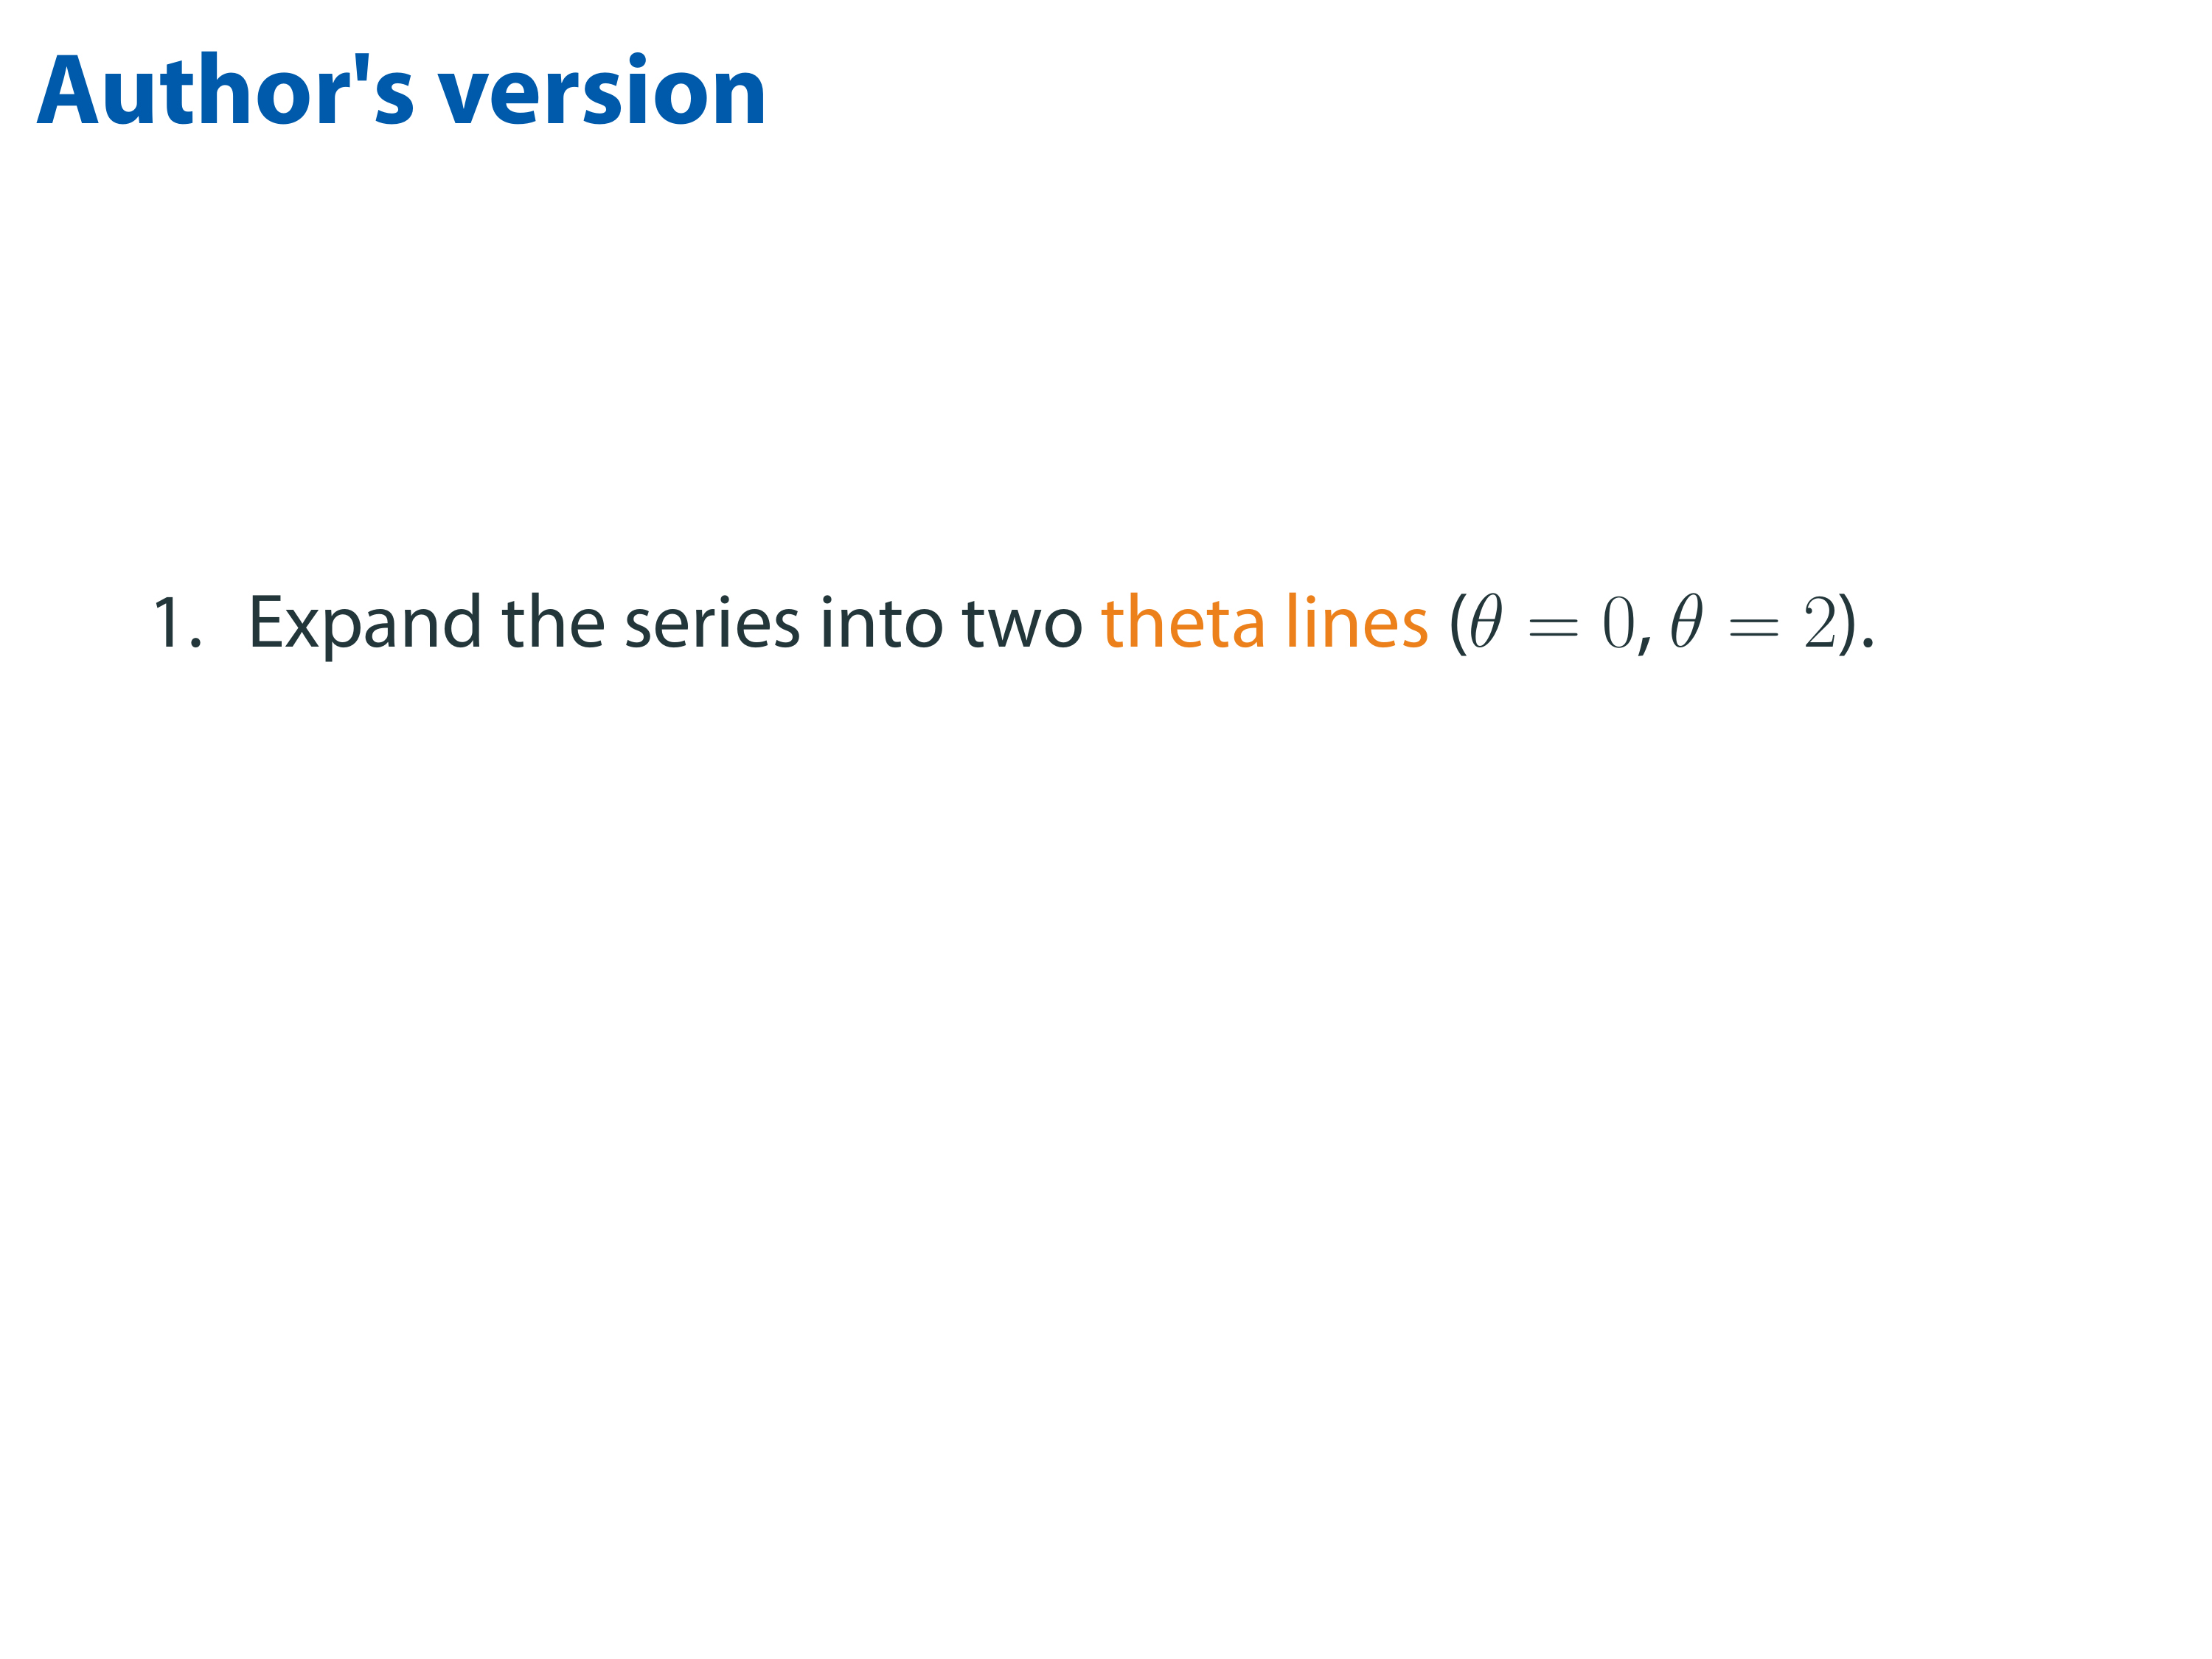 Author's version
1. Expand the series into two theta lines (θ = 0, θ = 2).